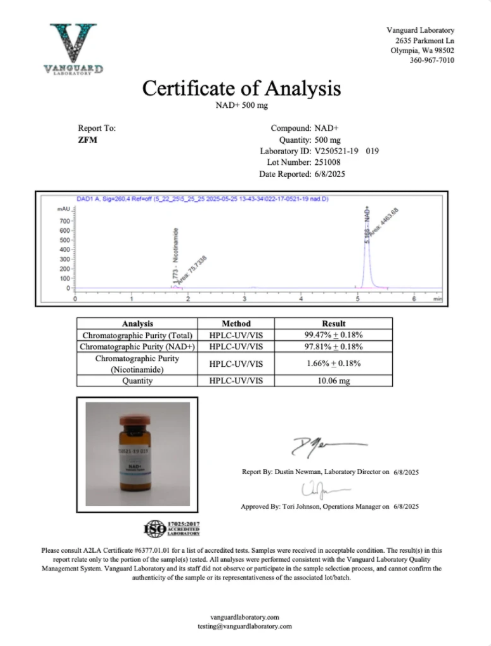 VANGUARD
LABORATORY
Vanguard Laboratory
2635 Parkmont Ln
Olympia, Wa 98502
360-967-7010
Certificate of Analysis
NAD+ 500 mg
Report To:
ZFM
Compound: NAD+
Quantity: 500 mg
Laboratory ID: V250521-19 019
Lot Number: 251008
Date Reported: 6/8/2025
DAD1 A, Sig=260.4 Ref=off (5_22_25\5_25_25 2025-05-25 13-43-34\022-17-0521-19 nad.D)
mAU
700
600
500
400
300
200
100
0
Nicotinamide
Area: 75.7338
NAD+
Area: 4463.68
0 1 2 3 4 5 6 min
Analysis Method Result
Chromatographic Purity (Total) HPLC-UV/VIS 99.47% ± 0.18%
Chromatographic Purity (NAD+) HPLC-UV/VIS 97.81% ± 0.18%
Chromatographic Purity (Nicotinamide) HPLC-UV/VIS 1.66% ± 0.18%
Quantity HPLC-UV/VIS 10.06 mg
NAD+
Report By: Dustin Newman, Laboratory Director on 6/8/2025
Approved By: Tori Johnson, Operations Manager on 6/8/2025
ISO 17025:2017
ACCREDITED
LABORATORY
Please consult A2LA Certificate #6377.01.01 for a list of accredited tests. Samples were received in acceptable condition. The result(s) in this
report relate only to the portion of the sample(s) tested. All analyses were performed consistent with the Vanguard Laboratory Quality
Management System. Vanguard Laboratory and its staff did not observe or participate in the sample selection process, and cannot confirm the
authenticity of the sample or its representativeness of the associated lot/batch.
vanguardlaboratory.com
testing@vanguardlaboratory.com